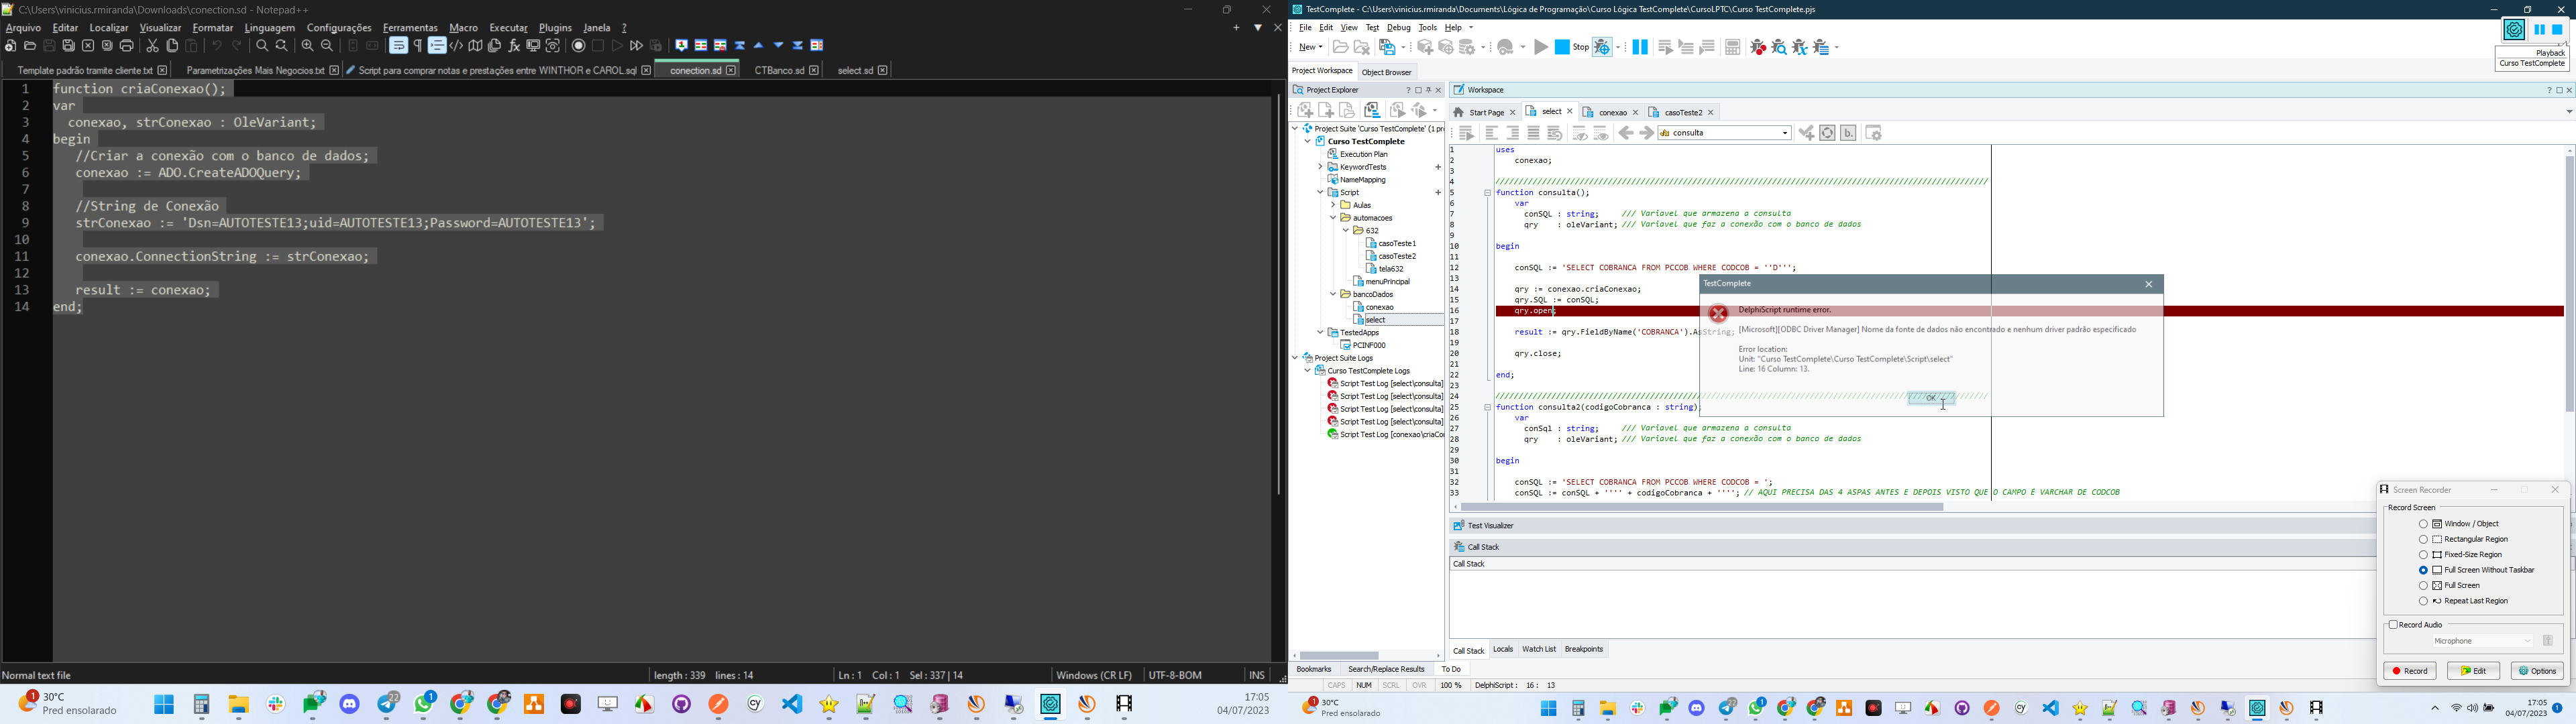 C:\Users\vinicius.rmiranda\Downloads\conection.sd - Notepad++
Arquivo Editar Localizar Visualizar Formatar Linguagem Configurações Ferramentas Macro Executar Plugins Janela ?
Template padrão tramite cliente.txt Parametrizações Mais Negocios.txt Script para comprar notas e prestações entre WINTHOR e CAROL.sql conection.sd CTBanco.sd select.sd
1 function criaConexao();
2 var
3 conexao, strConexao : OleVariant;
4 begin
5 //Criar a conexão com o banco de dados;
6 conexao := ADO.CreateADOQuery;
7
8 //String de Conexão
9 strConexao := 'Dsn=AUTOTESTE13;uid=AUTOTESTE13;Password=AUTOTESTE13';
10
11 conexao.ConnectionString := strConexao;
12
13 result := conexao;
14 end;
Normal text file length : 339 lines : 14 Ln : 1 Col : 1 Sel : 337 | 14 Windows (CR LF) UTF-8-BOM INS
30°C
Pred ensolarado
17:05
04/07/2023
TestComplete - C:\Users\vinicius.rmiranda\Documents\Lógica de Programação\Curso Lógica TestComplete\CursoLPTC\Curso TestComplete.pjs
File Edit View Test Debug Tools Help
New Stop
Playback
Curso TestComplete
Project Workspace Object Browser
Project Explorer
Project Suite 'Curso TestComplete' (1 pr
Curso TestComplete
Execution Plan
KeywordTests
NameMapping
Script
Aulas
automacoes
632
casoTeste1
casoTeste2
tela632
menuPrincipal
bancoDados
conexao
select
TestedApps
PCINF000
Project Suite Logs
Curso TestComplete Logs
Script Test Log [select\consulta]
Script Test Log [select\consulta]
Script Test Log [select\consulta]
Script Test Log [select\consulta]
Script Test Log [conexao\criaCo
Workspace
Start Page select conexao casoTeste2
consulta
1 uses
2 conexao;
3
4 ////////////////////////////////////////////////////////////
5 function consulta();
6 var
7 conSQL : string; /// Variavel que armazena a consulta
8 qry : oleVariant; /// Variavel que faz a conexão com o banco de dados
9
10 begin
11
12 conSQL := 'SELECT COBRANCA FROM PCCOB WHERE CODCOB = ''D''';
13
14 qry := conexao.criaConexao;
15 qry.SQL := conSQL;
16 qry.open;
17
18 result := qry.FieldByName('COBRANCA').AsString;
19
20 qry.close;
21
22 end;
23
24 ////////////////////////////////////////////////////////////
25 function consulta2(codigoCobranca : string)
26 var
27 conSql : string; /// Variavel que armazena a consulta
28 qry : oleVariant; /// Variavel que faz a conexão com o banco de dados
29
30 begin
31
32 conSQL := 'SELECT COBRANCA FROM PCCOB WHERE CODCOB = ';
33 conSQL := conSQL + '''' + codigoCobranca + ''''; // AQUI PRECISA DAS 4 ASPAS ANTES E DEPOIS VISTO QUE O CAMPO É VARCHAR DE CODCOB
TestComplete
DelphiScript runtime error.
[Microsoft][ODBC Driver Manager] Nome da fonte de dados não encontrado e nenhum driver padrão especificado
Error location:
Unit: "Curso TestComplete\Curso TestComplete\Script\select"
Line: 16 Column: 13.
OK
Test Visualizer
Call Stack
Call Stack
Call Stack Locals Watch List Breakpoints
Bookmarks Search/Replace Results To Do
CAPS NUM SCRL OVR 100 % DelphiScript : 16 : 13
Screen Recorder
Record Screen
Window / Object
Rectangular Region
Fixed-Size Region
Full Screen Without Taskbar
Full Screen
Repeat Last Region
Record Audio
Microphone
Record Edit Options
30°C
Pred ensolarado
17:05
04/07/2023